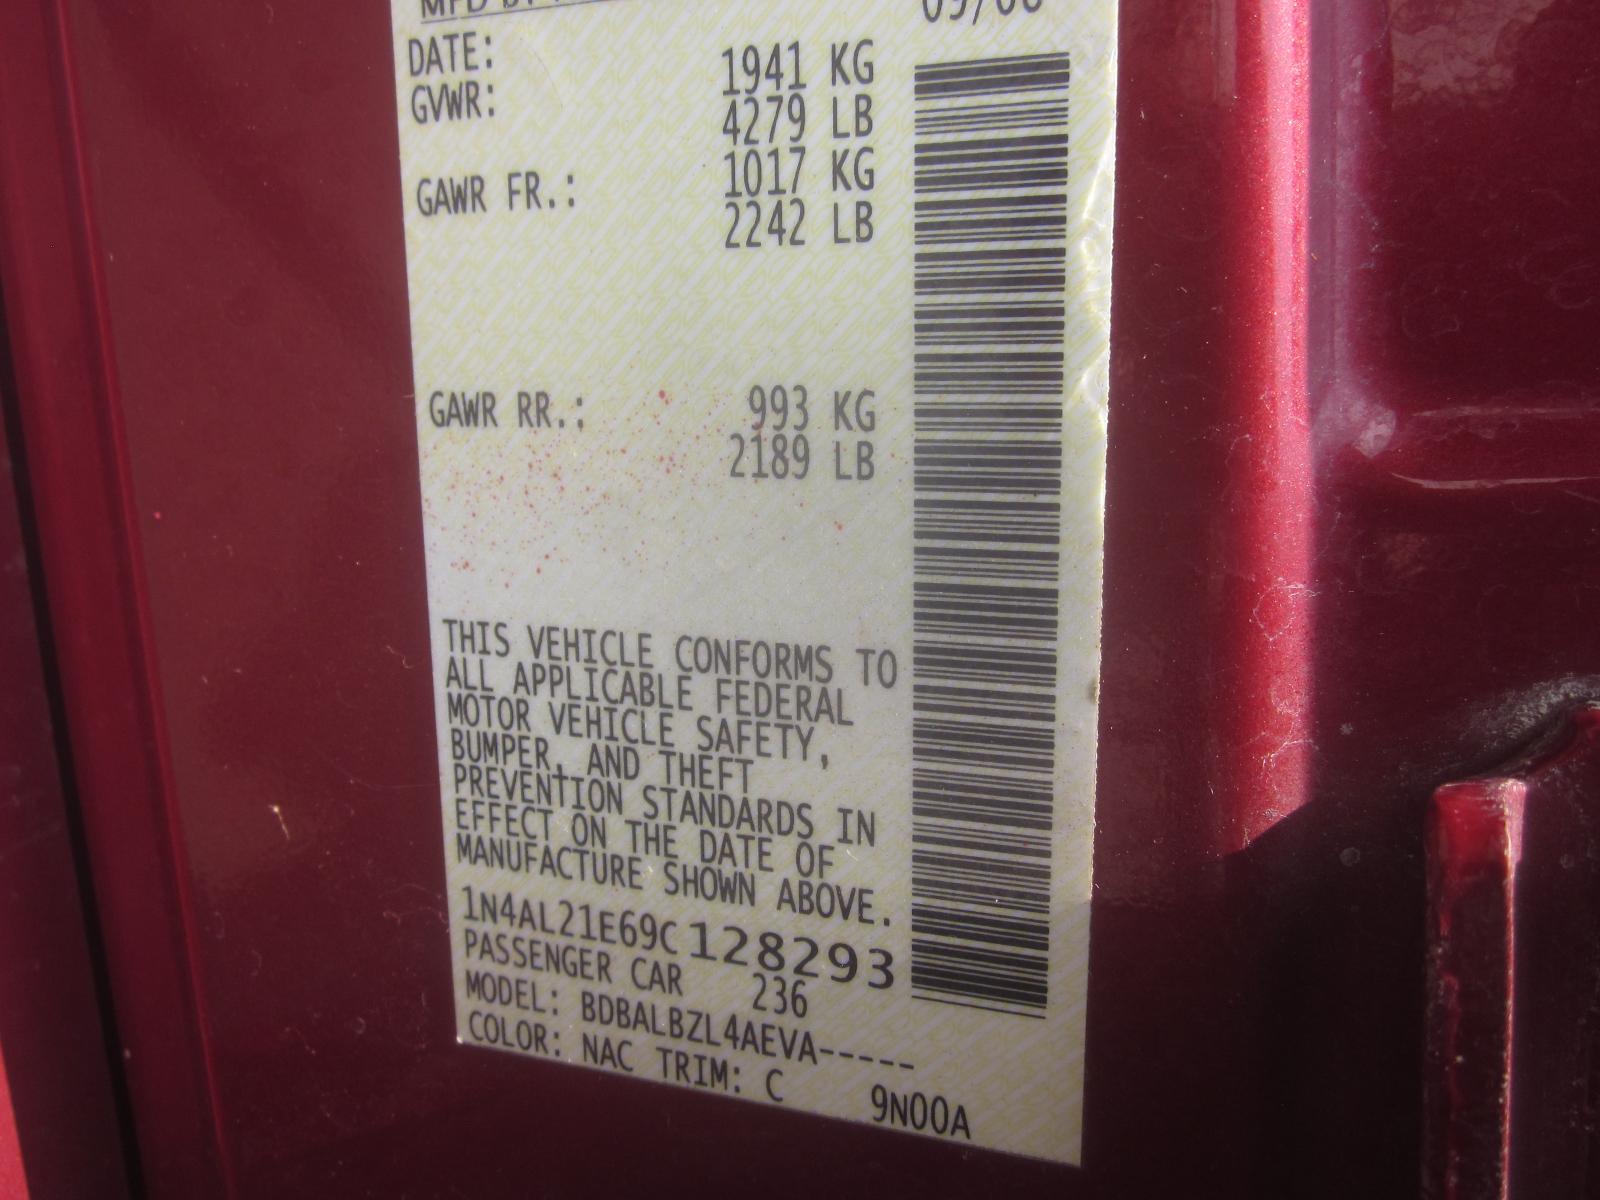 MFD BY
DATE:
1941 KG
GVWR:
4279 LB
1017 KG
GAWR FR.:
2242 LB
GAWR RR.: 993 KG
2189 LB
THIS VEHICLE CONFORMS TO
ALL APPLICABLE FEDERAL
MOTOR VEHICLE SAFETY,
BUMPER, AND THEFT
PREVENTION STANDARDS IN
EFFECT ON THE DATE OF
MANUFACTURE SHOWN ABOVE.
1N4AL21E69C128293
PASSENGER CAR 236
MODEL: BDBALBZL4AEVA-----
COLOR: NAC TRIM: C 9N00A